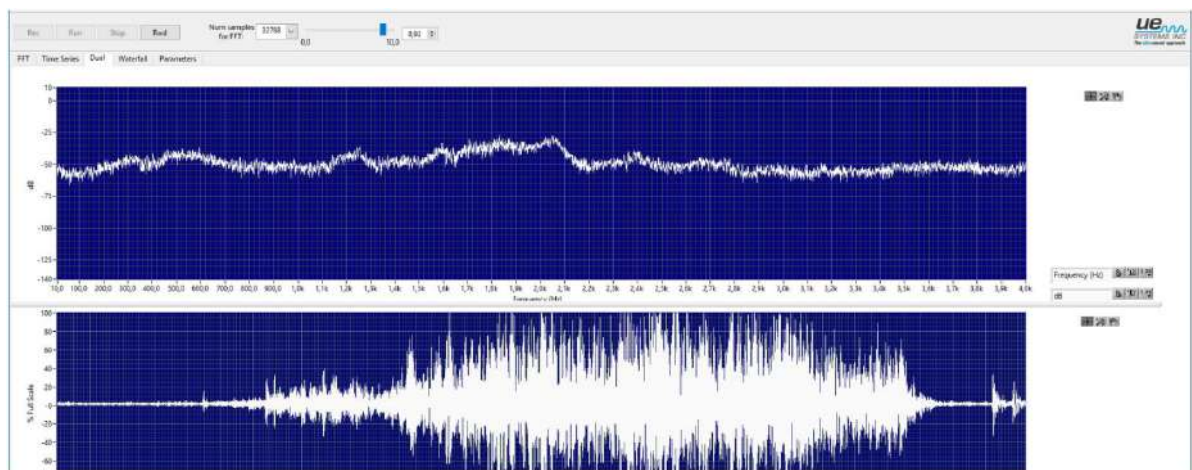 Rec Run Stop End
Num samples for FFT: 32768 0,0 10,0
ue
SYSTEMS INC
FFT Time Series Dual Waterfall Parameters
10-
0-
-25-
-50-
-75-
-100-
-125-
-140-
dB
10,0 100,0 200,0 300,0 400,0 500,0 600,0 700,0 800,0 900,0 1,0k 1,1k 1,2k 1,3k 1,4k 1,5k 1,6k 1,7k 1,8k 1,9k 2,0k 2,1k 2,2k 2,3k 2,4k 2,5k 2,6k 2,7k 2,8k 2,9k 3,0k 3,1k 3,2k 3,3k 3,4k 3,5k 3,6k 3,7k 3,8k 3,9k 4,0k
Frequency (Hz)
Frequency (Hz)
dB
100-
80-
60-
40-
20-
-0-
-20-
-40-
-60-
% Full Scale